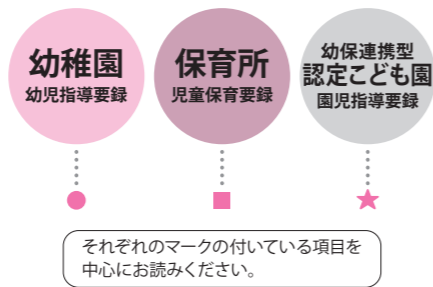 幼稚園
幼児指導要録
保育所
児童保育要録
幼保連携型
認定こども園
園児指導要録
それぞれのマークの付いている項目を
中心にお読みください。